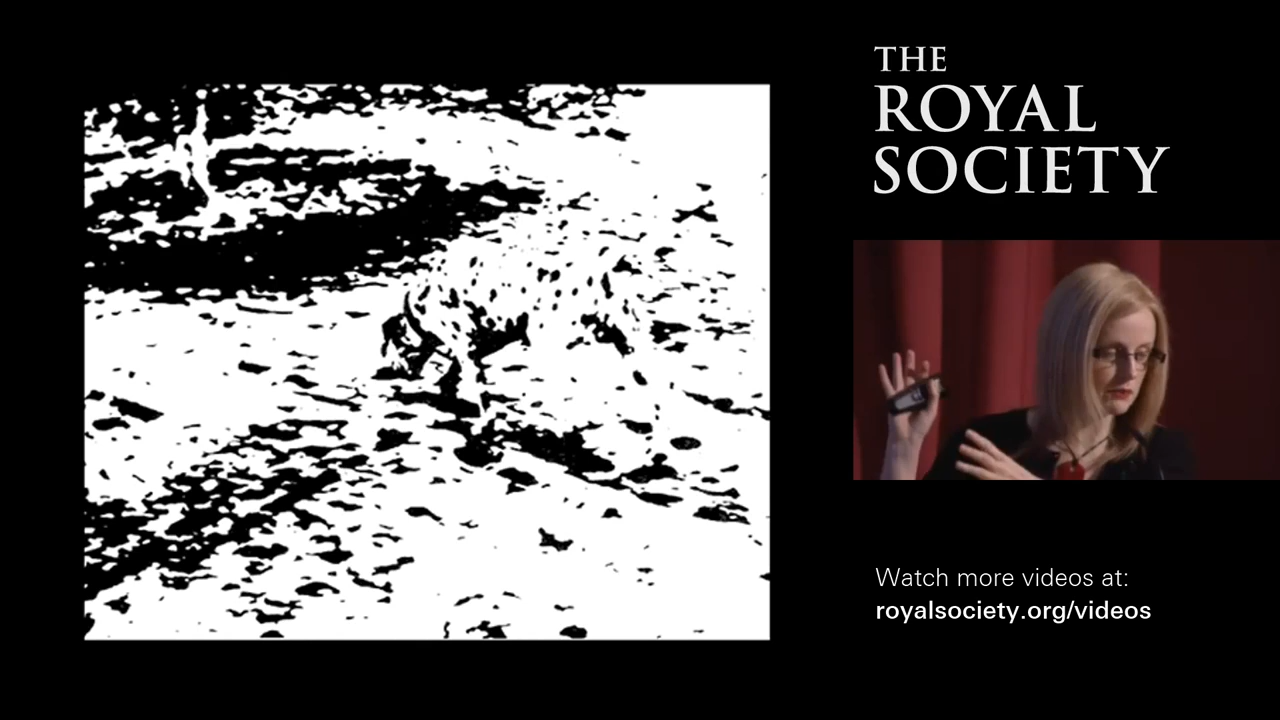 THE
ROYAL
SOCIETY
Watch more videos at:
royalsociety.org/videos